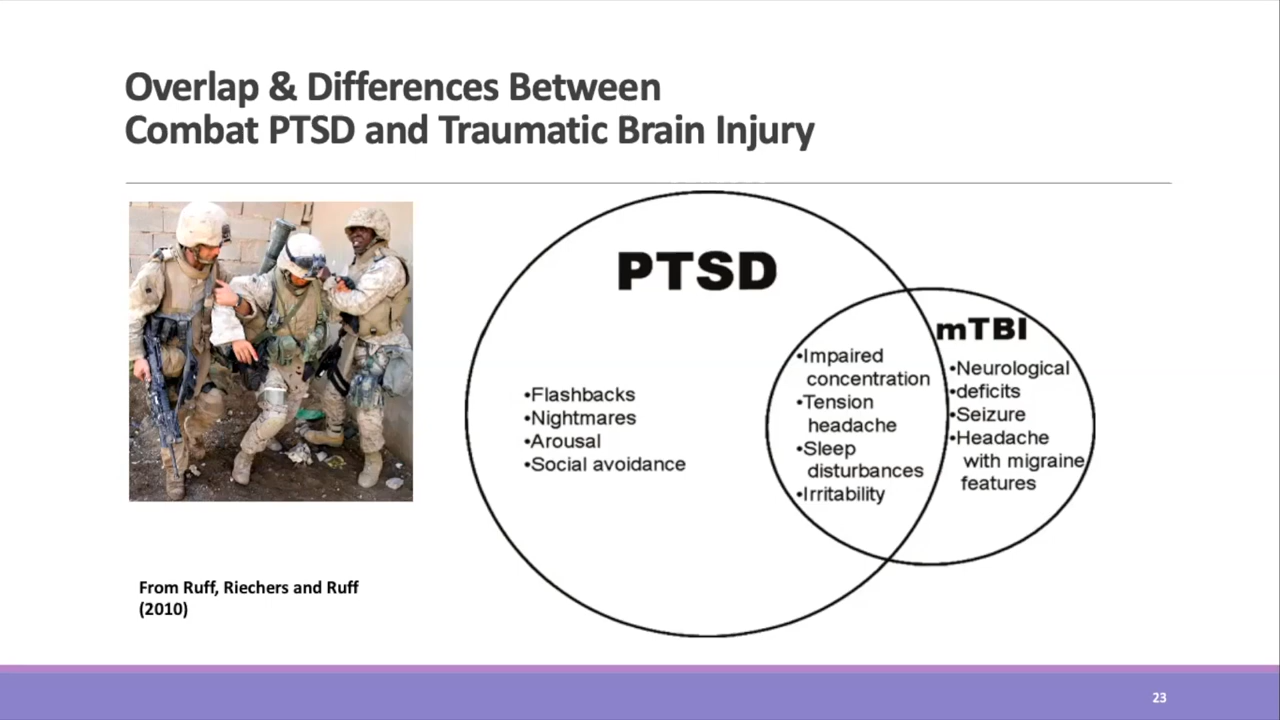 Overlap & Differences Between
Combat PTSD and Traumatic Brain Injury
PTSD
•Flashbacks
•Nightmares
•Arousal
•Social avoidance
•Impaired
concentration
•Tension
headache
•Sleep
disturbances
•Irritability
mTBI
•Neurological
•deficits
•Seizure
•Headache
with migraine
features
From Ruff, Riechers and Ruff
(2010)
23